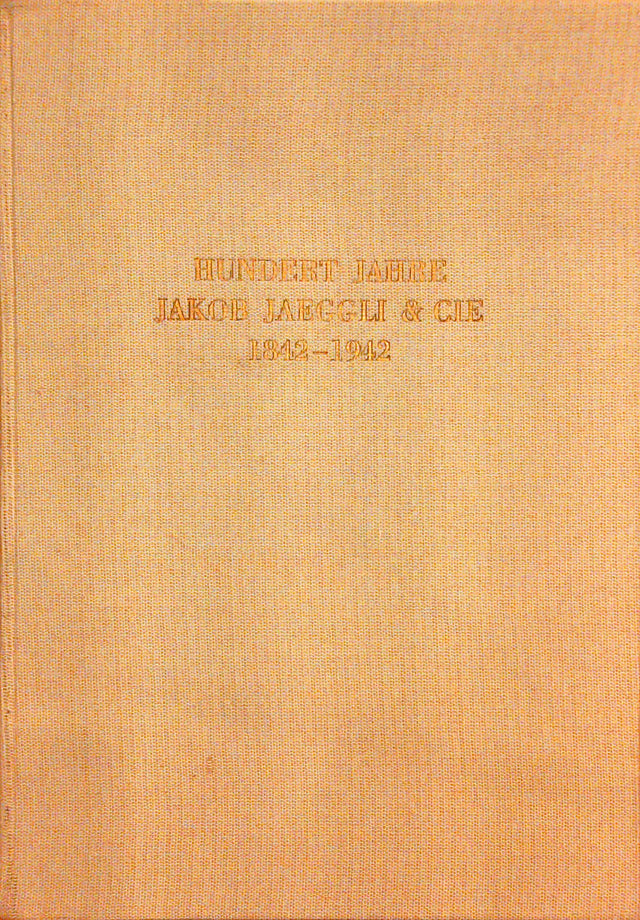 HUNDERT JAHRE
JAKOB JAEGGLI & CIE
1842–1942